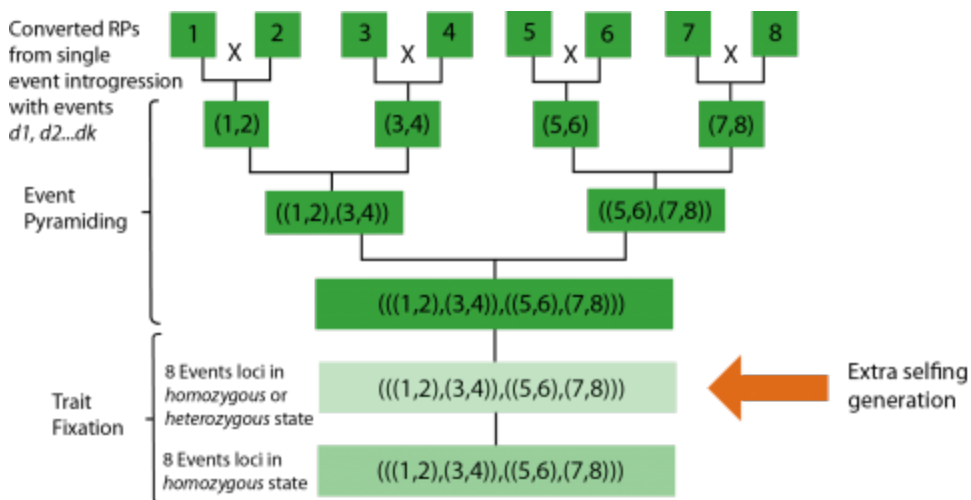 Converted RPs
from single
event introgression
with events
d1, d2...dk
1 X 2
3 X 4
5 X 6
7 X 8
(1,2)
(3,4)
(5,6)
(7,8)
Event
Pyramiding
((1,2),(3,4))
((5,6),(7,8))
(((1,2),(3,4)),((5,6),(7,8)))
Trait
Fixation
8 Events loci in
homozygous or
heterozygous state
(((1,2),(3,4)),((5,6),(7,8)))
Extra selfing
generation
8 Events loci in
homozygous state
(((1,2),(3,4)),((5,6),(7,8)))